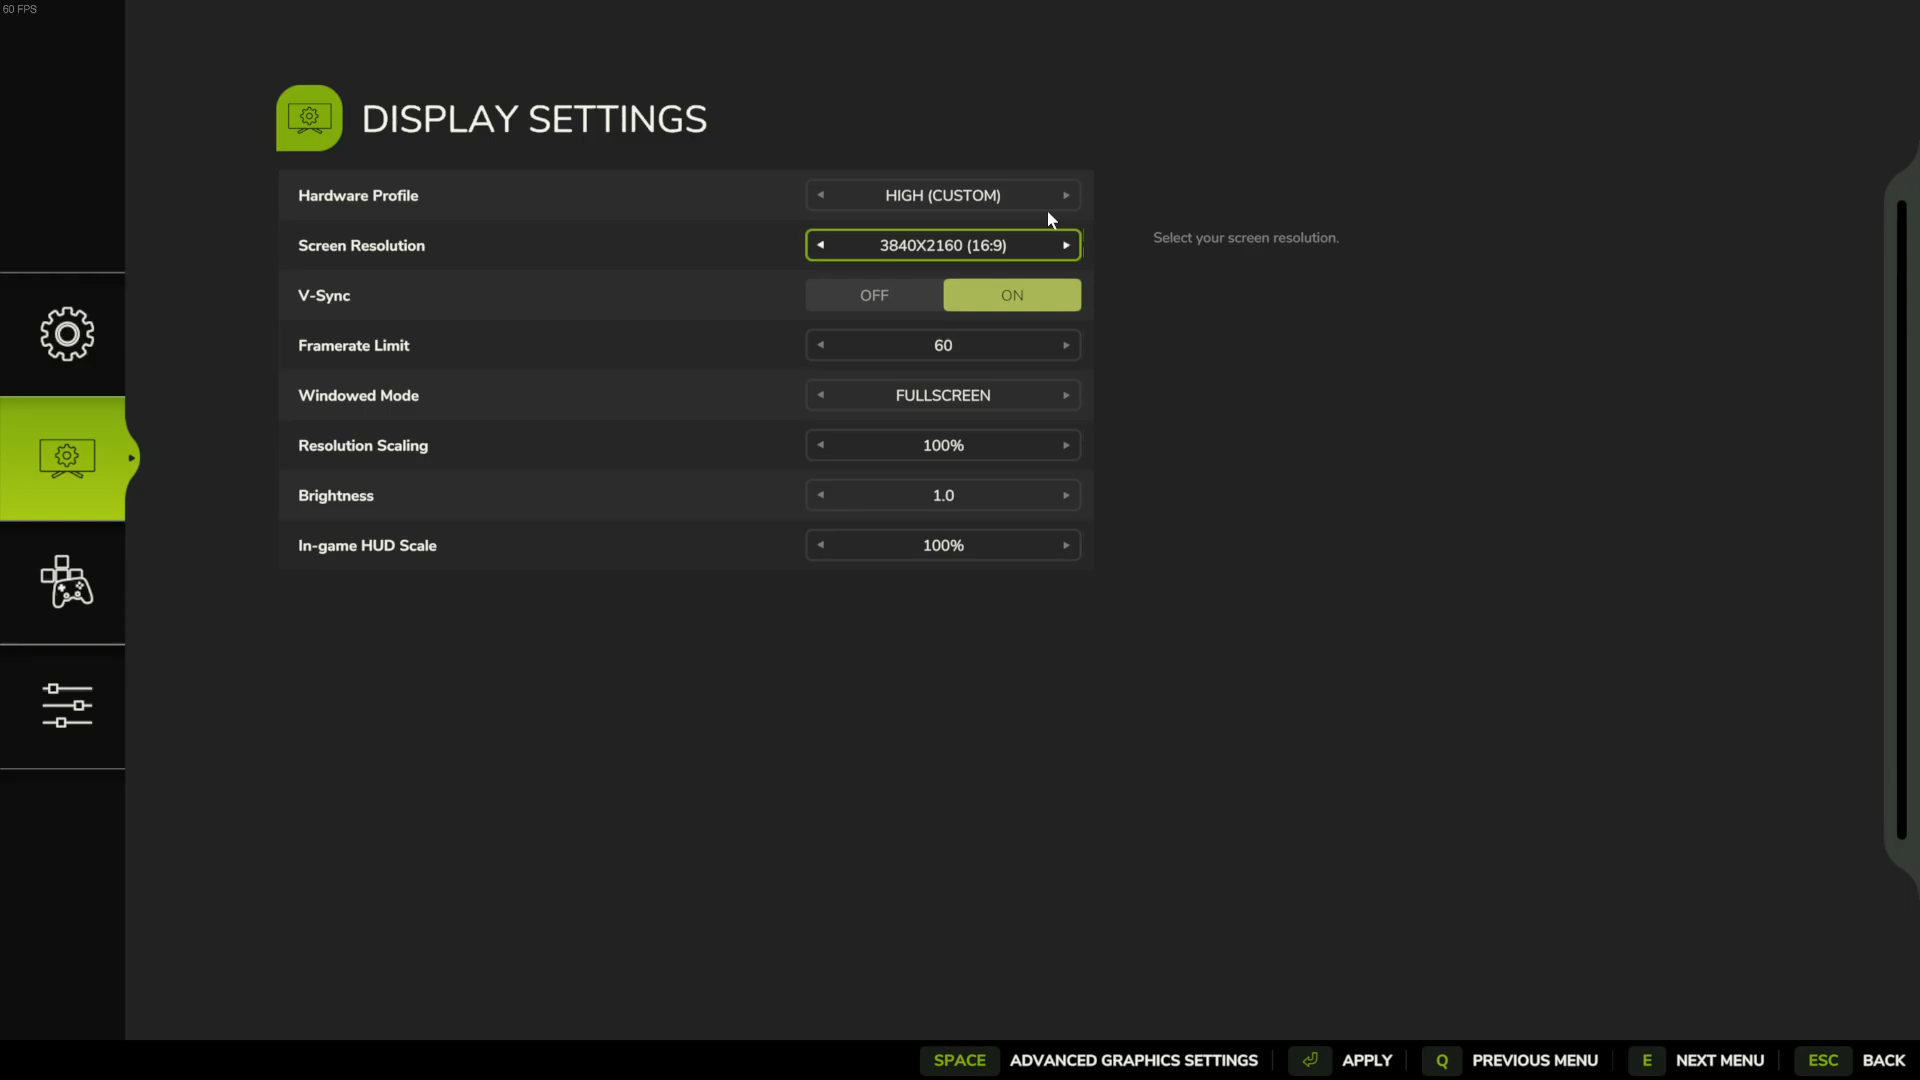 60 FPS
DISPLAY SETTINGS
Hardware Profile HIGH (CUSTOM)
Screen Resolution 3840X2160 (16:9) Select your screen resolution.
V-Sync OFF ON
Framerate Limit 60
Windowed Mode FULLSCREEN
Resolution Scaling 100%
Brightness 1.0
In-game HUD Scale 100%
SPACE ADVANCED GRAPHICS SETTINGS APPLY Q PREVIOUS MENU E NEXT MENU ESC BACK